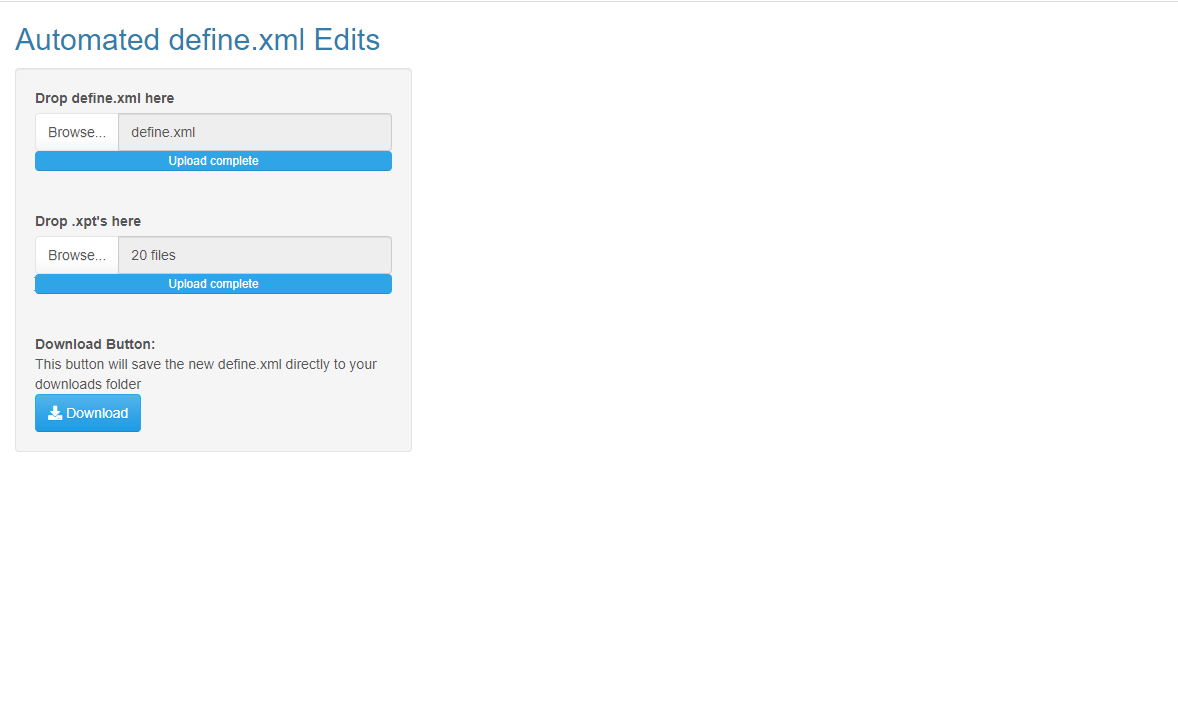 Automated define.xml Edits
Drop define.xml here
Browse... define.xml
Upload complete
Drop .xpt's here
Browse... 20 files
Upload complete
Download Button:
This button will save the new define.xml directly to your
downloads folder
Download